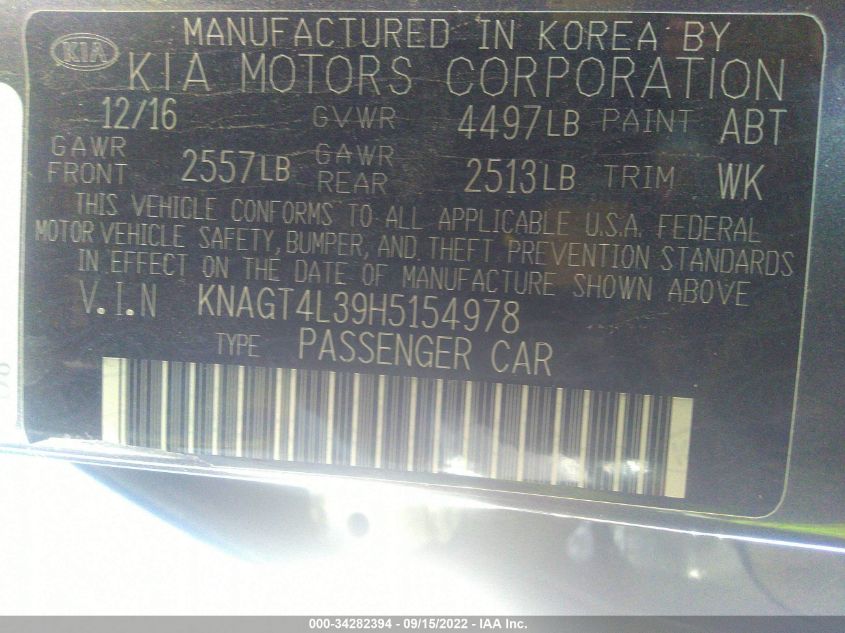 MANUFACTURED IN KOREA BY
KIA KIA MOTORS CORPORATION
12/16 GVWR 4497LB PAINT ABT
GAWR FRONT 2557LB GAWR REAR 2513LB TRIM WK
THIS VEHICLE CONFORMS TO ALL APPLICABLE U.S.A. FEDERAL
MOTOR VEHICLE SAFETY, BUMPER, AND THEFT PREVENTION STANDARDS
IN EFFECT ON THE DATE OF MANUFACTURE SHOWN ABOVE
V.I.N KNAGT4L39H5154978
TYPE PASSENGER CAR
000-34282394 - 09/15/2022 - IAA Inc.